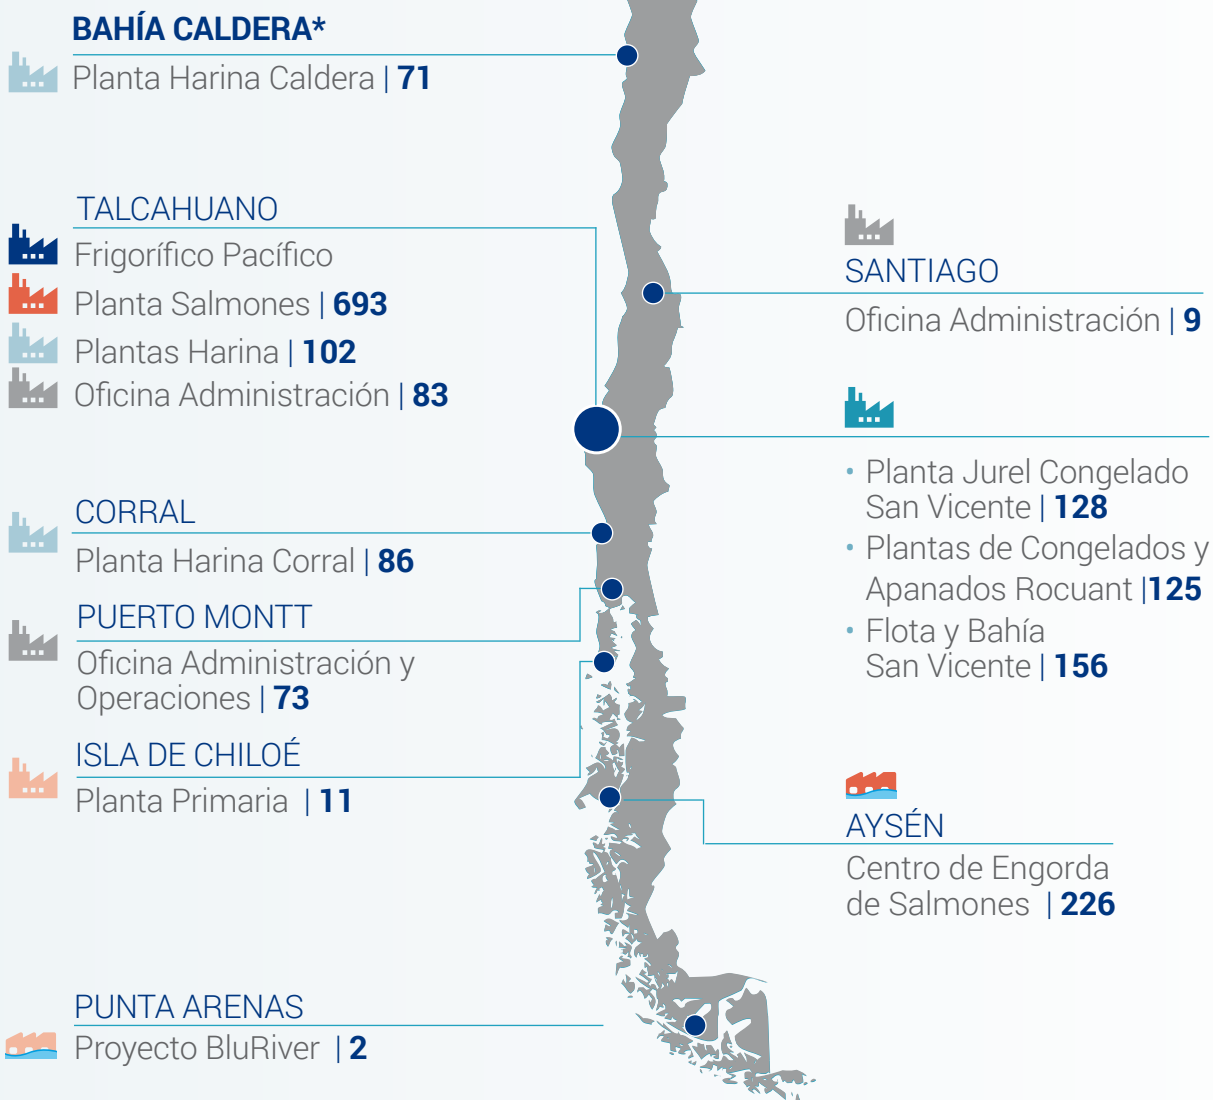 BAHÍA CALDERA*
Planta Harina Caldera | 71
TALCAHUANO
Frigorífico Pacífico
Planta Salmones | 693
Plantas Harina | 102
Oficina Administración | 83
CORRAL
Planta Harina Corral | 86
PUERTO MONTT
Oficina Administración y
Operaciones | 73
ISLA DE CHILOÉ
Planta Primaria | 11
PUNTA ARENAS
Proyecto BluRiver | 2
SANTIAGO
Oficina Administración | 9
• Planta Jurel Congelado
San Vicente | 128
• Plantas de Congelados y
Apanados Rocuant |125
• Flota y Bahía
San Vicente | 156
AYSÉN
Centro de Engorda
de Salmones | 226